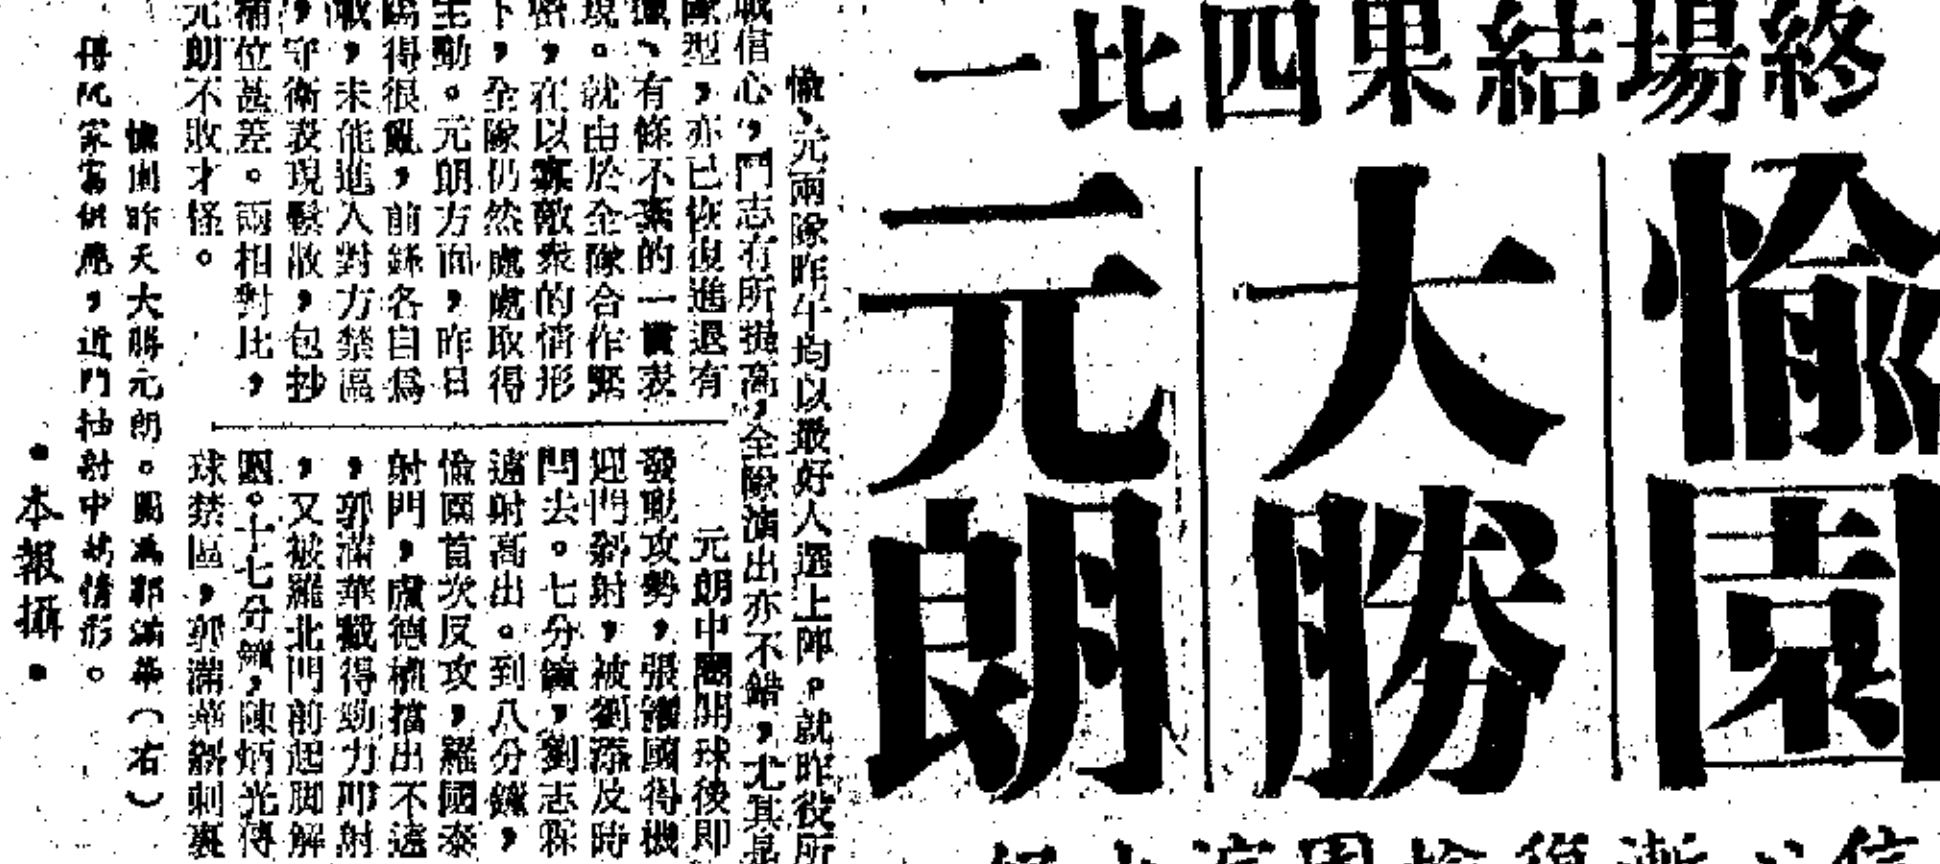 終場結果四比一
愉園
大勝
元朗
愉、元兩隊昨午均以最好人選上陣。就昨役所
戰信心,鬥志有所提高,全隊演出亦不錯,尤其是
型,亦已恢復進退有
、有條不紊的一貫表
現。就由於全隊合作緊
密,在以寡敵衆的情形
下,全隊仍然處處取得
主動。元朗方面,昨日
踢得很亂,前鋒各自爲
戰,未能進入對方禁區
,守衛表現鬆散,包抄
補位甚差。兩相對比,
元朗不敗才怪。
元朗中圈開球後即
發動攻勢,張國得機
迎門斜射,被劉添及時
問去。七分鐘,劉志霖
遠射高出。到八分鐘,
愉園首次反攻,羅國泰
射門,盧德權擋出不遠
,郭滿華截得勁力即射
,又被羅北門前起脚解
圍。十七分鐘,陳炳光傳
球禁區,郭滿華斜刺裏
愉園昨天大勝元朗。圖爲郭滿華(右)
得阮家富供應,近門抽射中的情形。
•本報攝•